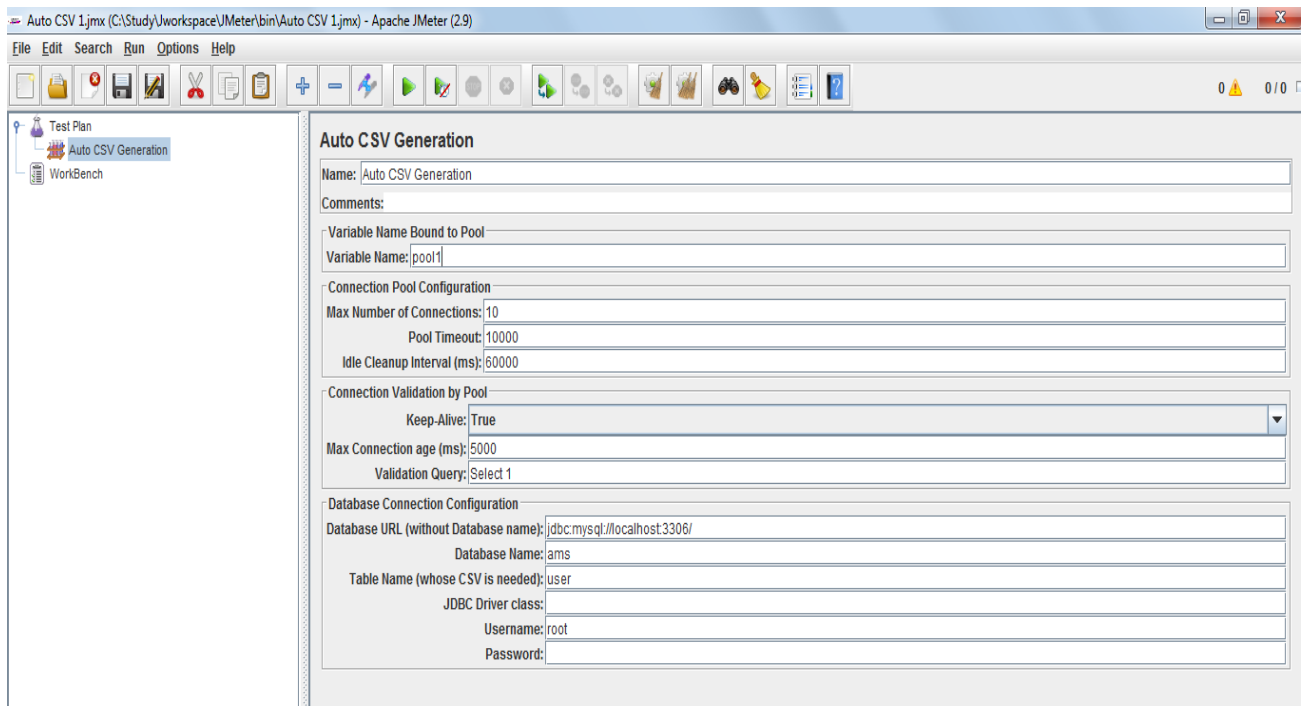 Auto CSV 1.jmx (C:\Study\Jworkspace\JMeter\bin\Auto CSV 1.jmx) - Apache JMeter (2.9)
File Edit Search Run Options Help
0 0/0
Test Plan
Auto CSV Generation
WorkBench
Auto CSV Generation
Name: Auto CSV Generation
Comments:
Variable Name Bound to Pool
Variable Name: pool1
Connection Pool Configuration
Max Number of Connections: 10
Pool Timeout: 10000
Idle Cleanup Interval (ms): 60000
Connection Validation by Pool
Keep-Alive: True
Max Connection age (ms): 5000
Validation Query: Select 1
Database Connection Configuration
Database URL (without Database name): jdbc:mysql://localhost:3306/
Database Name: ams
Table Name (whose CSV is needed): user
JDBC Driver class:
Username: root
Password: